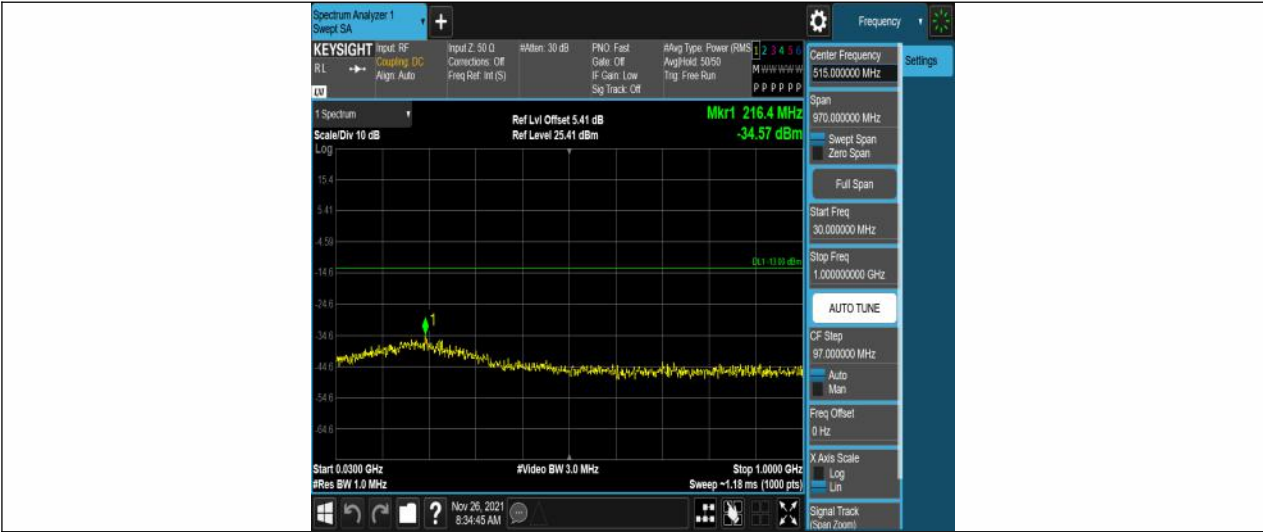 Spectrum Analyzer 1
Swept SA
+
Frequency
KEYSIGHT
RL
LV
Input: RF
Coupling: DC
Align: Auto
Input Z: 50 Ω
Corrections: Off
Freq Ref: Int (S)
#Atten: 30 dB
PNO: Fast
Gate: Off
IF Gain: Low
Sig Track: Off
#Avg Type: Power (RMS
Avg|Hold: 50/50
Trig: Free Run
1 2 3 4 5 6
M W W W W W
P P P P P P
1 Spectrum
Scale/Div 10 dB
Log
Ref Lvl Offset 5.41 dB
Ref Level 25.41 dBm
Mkr1 216.4 MHz
-34.57 dBm
15.4
5.41
-4.59
DL1 -13.00 dBm
-14.6
-24.6
1
-34.6
-44.6
-54.6
-64.6
Start 0.0300 GHz
#Video BW 3.0 MHz
Stop 1.0000 GHz
#Res BW 1.0 MHz
Sweep ~1.18 ms (1000 pts)
?
Nov 26, 2021
8:34:45 AM
Center Frequency
515.000000 MHz
Settings
Span
970.000000 MHz
Swept Span
Zero Span
Full Span
Start Freq
30.000000 MHz
Stop Freq
1.000000000 GHz
AUTO TUNE
CF Step
97.000000 MHz
Auto
Man
Freq Offset
0 Hz
X Axis Scale
Log
Lin
Signal Track
(Span Zoom)